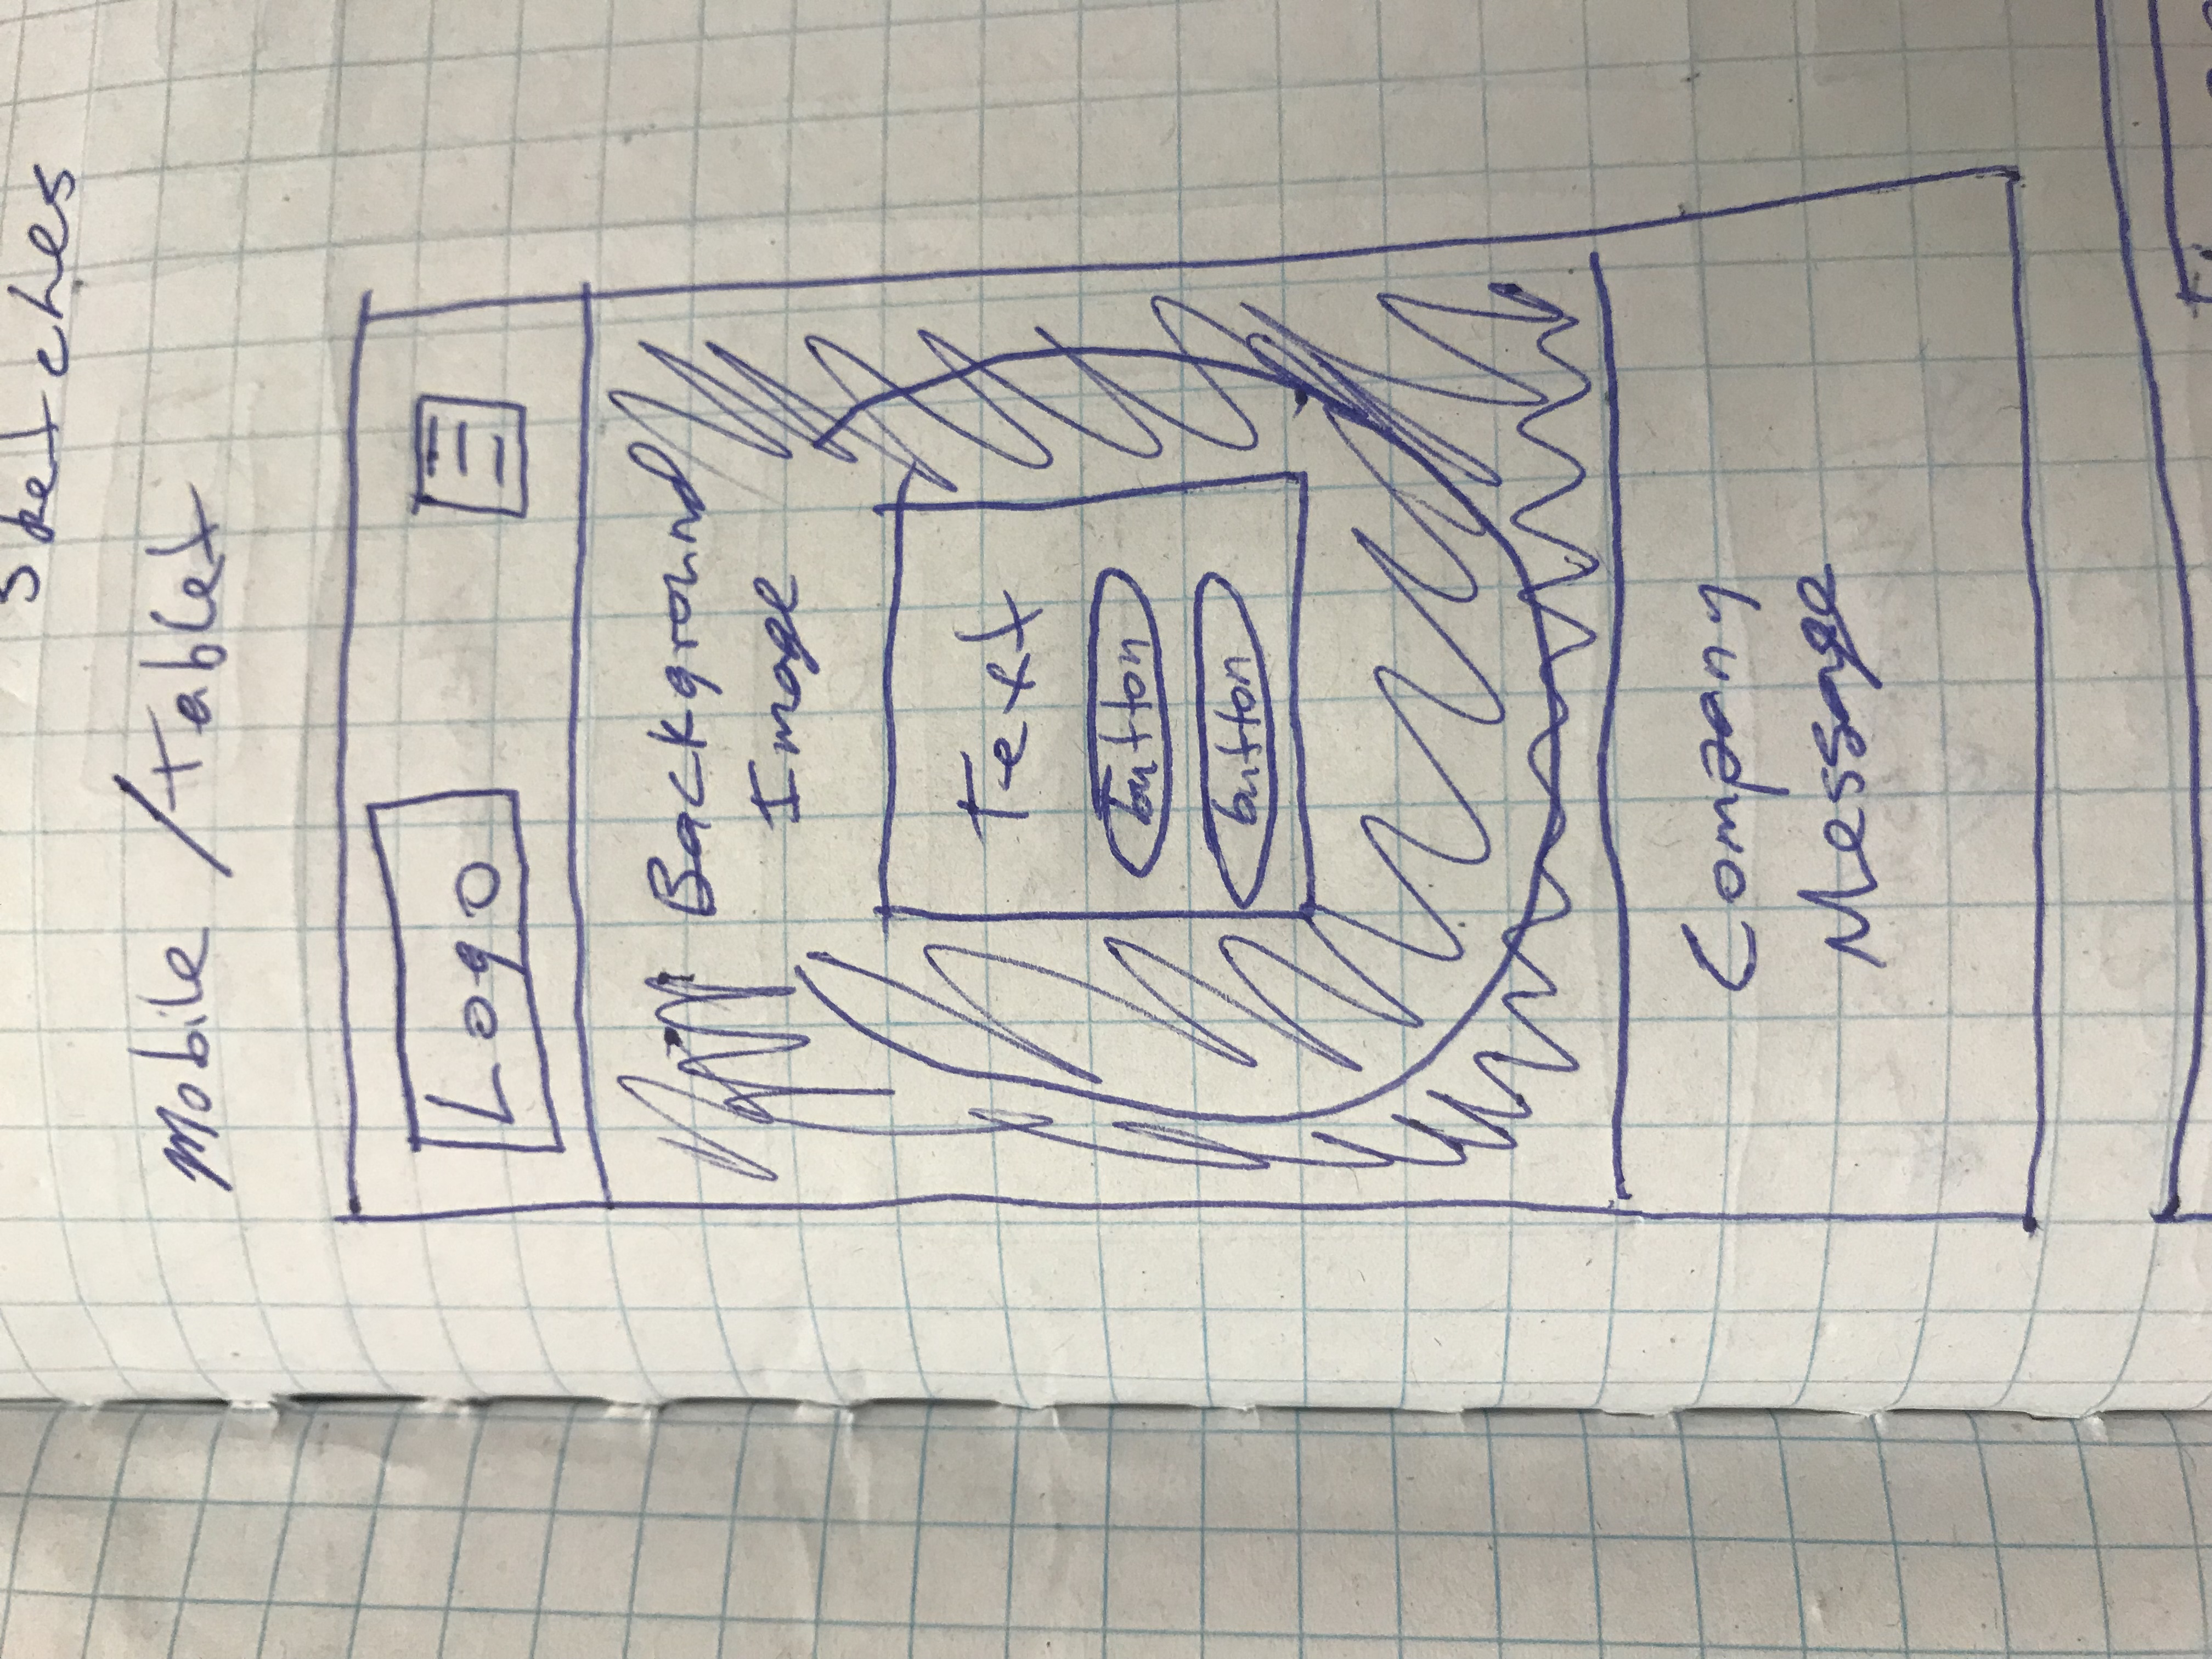 Sketches
Mobile / Tablet
Logo
Background
Image
Text
button
button
Company
Message